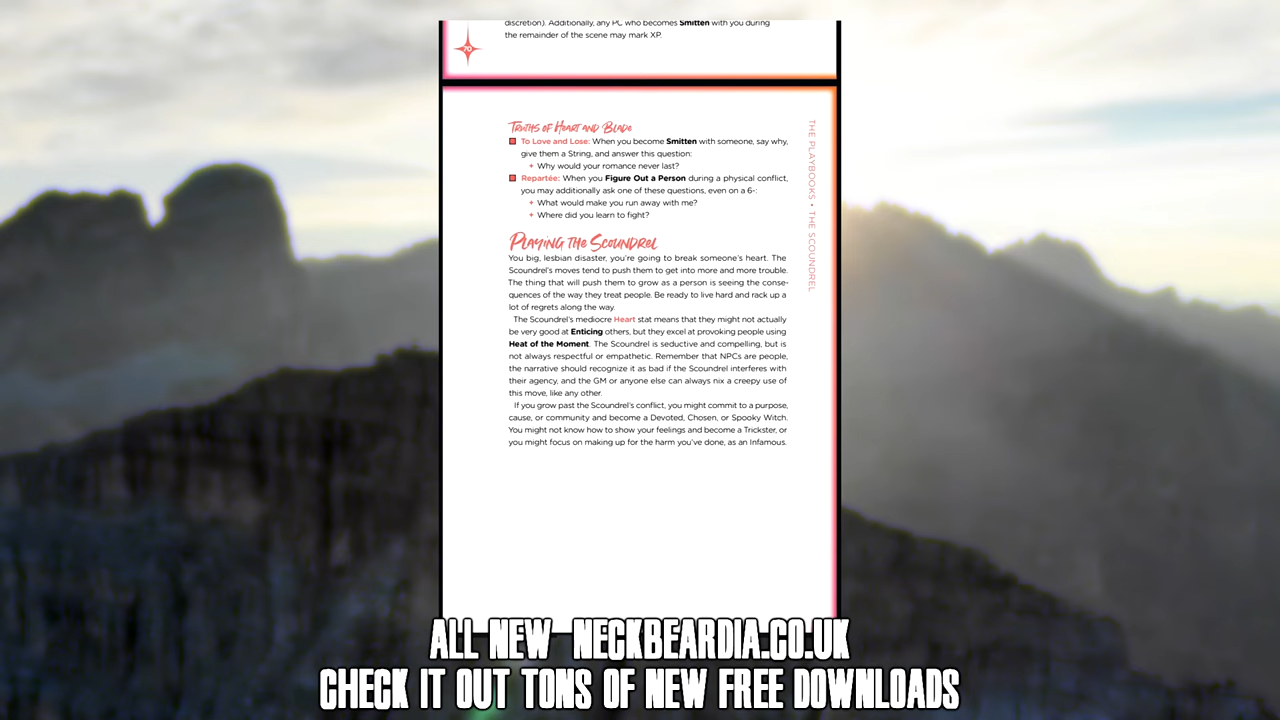 discretion). Additionally, any PC who becomes Smitten with you during
the remainder of the scene may mark XP.
70
Truths of Heart and Blade
To Love and Lose: When you become Smitten with someone, say why,
give them a String, and answer this question:
+ Why would your romance never last?
Repartée: When you Figure Out a Person during a physical conflict,
you may additionally ask one of these questions, even on a 6-:
+ What would make you run away with me?
+ Where did you learn to fight?
THE PLAYBOOKS • THE SCOUNDREL
Playing the Scoundrel
You big, lesbian disaster, you're going to break someone's heart. The
Scoundrel's moves tend to push them to get into more and more trouble.
The thing that will push them to grow as a person is seeing the conse-
quences of the way they treat people. Be ready to live hard and rack up a
lot of regrets along the way.
The Scoundrel's mediocre Heart stat means that they might not actually
be very good at Enticing others, but they excel at provoking people using
Heat of the Moment. The Scoundrel is seductive and compelling, but is
not always respectful or empathetic. Remember that NPCs are people,
the narrative should recognize it as bad if the Scoundrel interferes with
their agency, and the GM or anyone else can always nix a creepy use of
this move, like any other.
If you grow past the Scoundrel's conflict, you might commit to a purpose,
cause, or community and become a Devoted, Chosen, or Spooky Witch.
You might not know how to show your feelings and become a Trickster, or
you might focus on making up for the harm you've done, as an Infamous.
ALL NEW NECKBEARDIA.CO.UK
CHECK IT OUT TONS OF NEW FREE DOWNLOADS